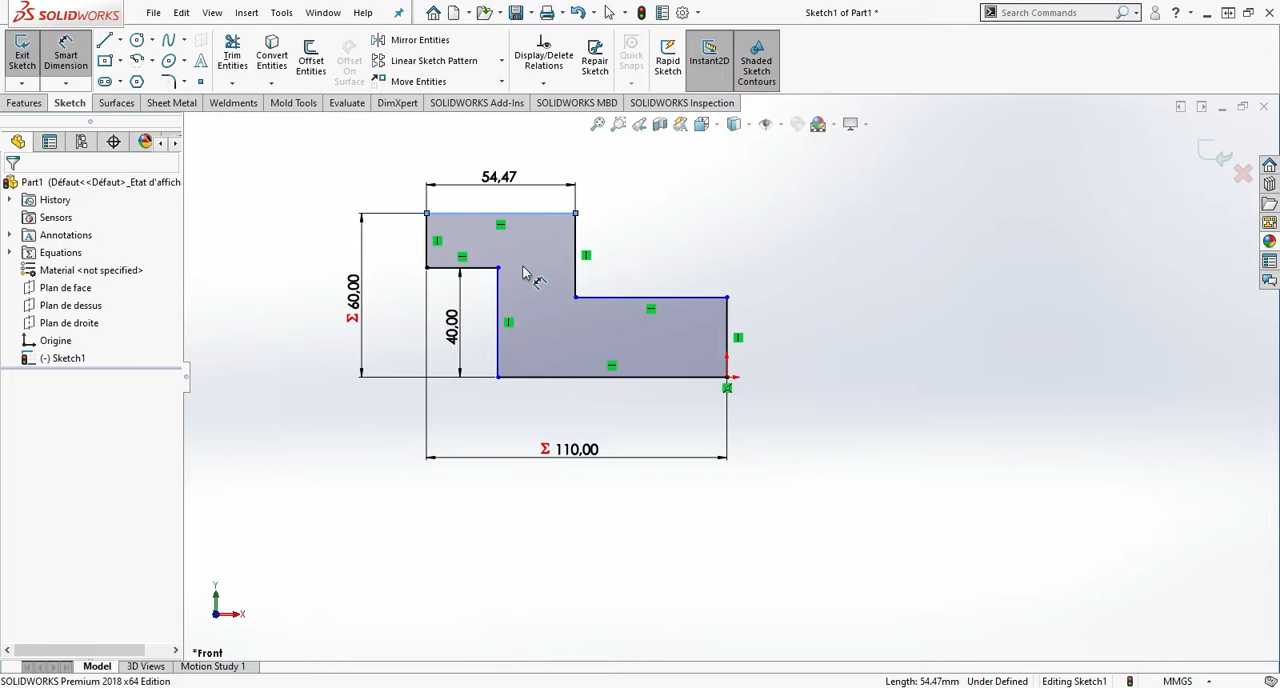 SOLIDWORKS File Edit View Insert Tools Window Help Sketch1 of Part1 * Search Commands ?
Exit Sketch Smart Dimension Trim Entities Convert Entities Offset Entities Offset On Surface Mirror Entities Linear Sketch Pattern Move Entities Display/Delete Relations Repair Sketch Quick Snaps Rapid Sketch Instant2D Shaded Sketch Contours
Features Sketch Surfaces Sheet Metal Weldments Mold Tools Evaluate DimXpert SOLIDWORKS Add-Ins SOLIDWORKS MBD SOLIDWORKS Inspection
Part1 (Défaut<<Défaut>_Etat d'affich
History
Sensors
Annotations
Equations
Material <not specified>
Plan de face
Plan de dessus
Plan de droite
Origine
(-) Sketch1
54,47
Σ 60,00
40,00
Σ 110,00
Y
X
*Front
Model 3D Views Motion Study 1
SOLIDWORKS Premium 2018 x64 Edition Length: 54.47mm Under Defined Editing Sketch1 MMGS